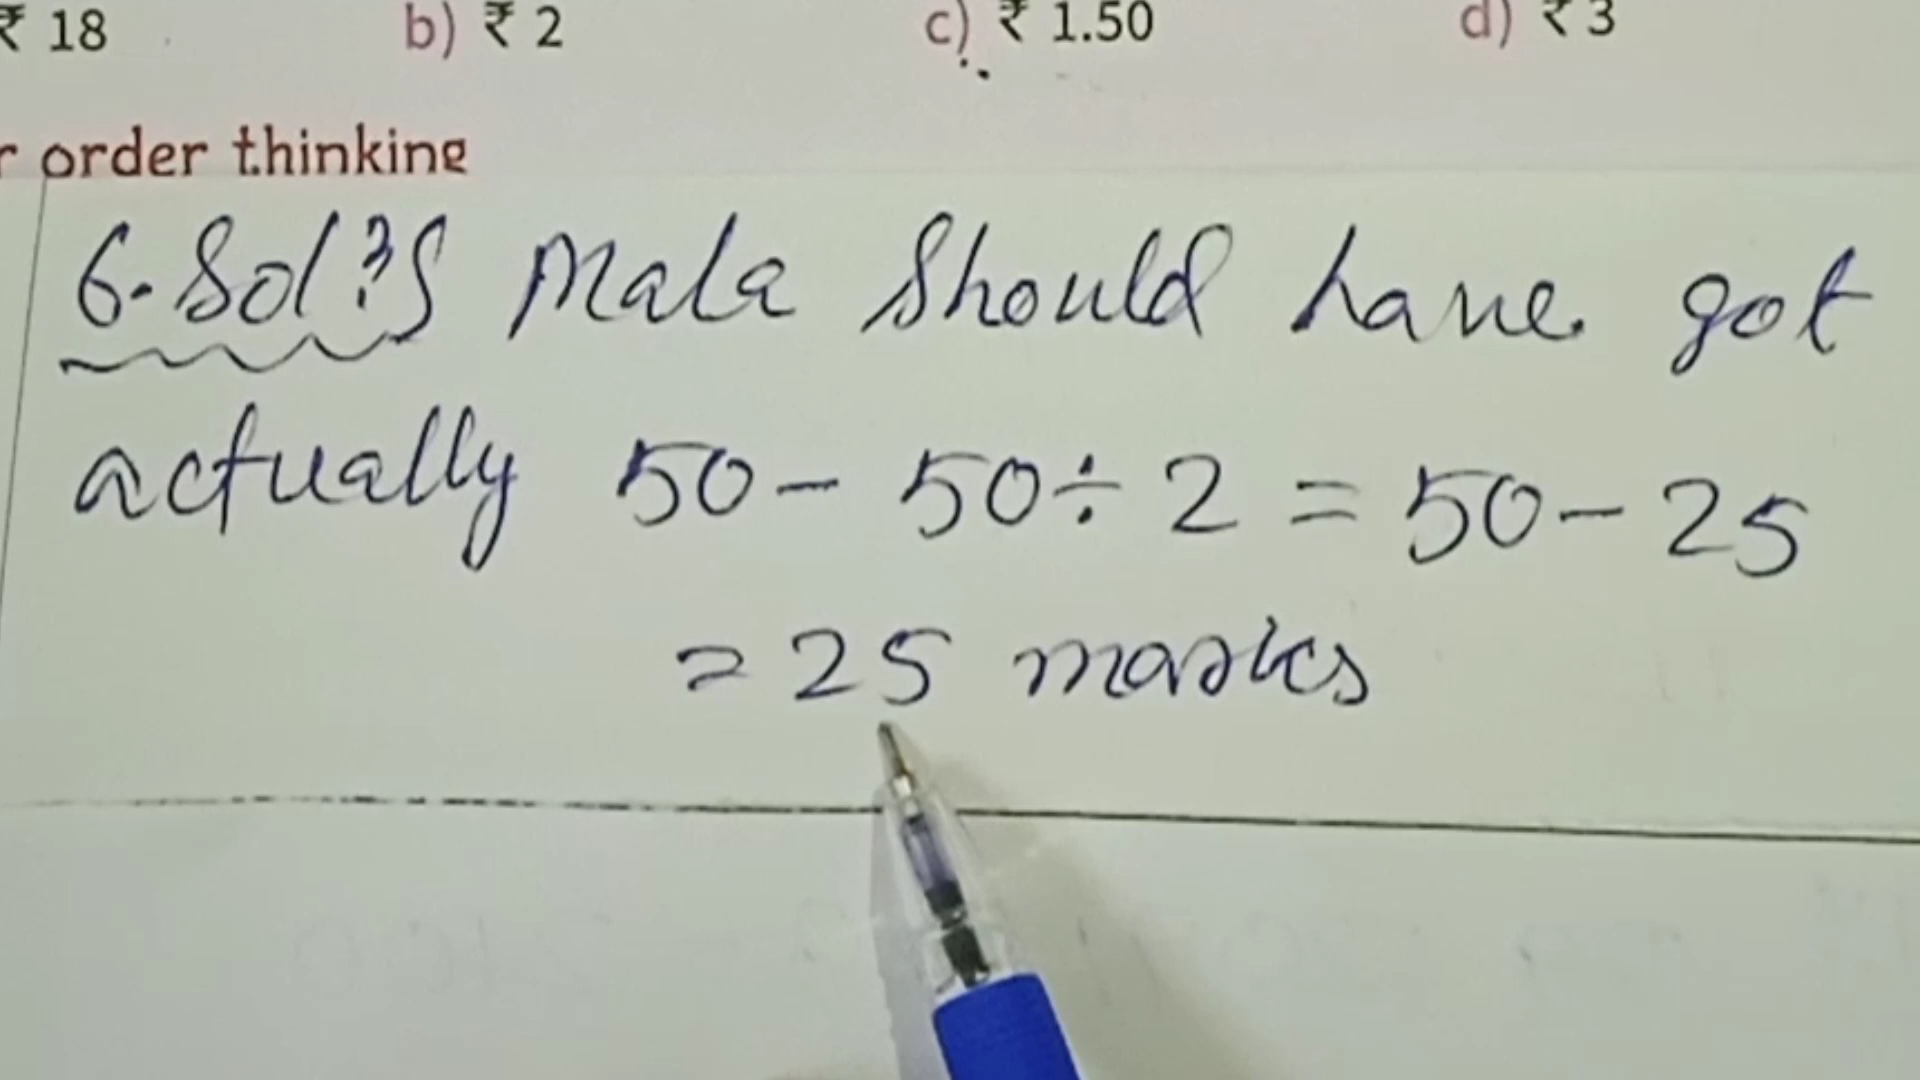 ₹ 18 b) ₹ 2 c) ₹ 1.50 d) ₹ 3
r order thinking
6. Sol?S Mala Should have got
actually 50 - 50 ÷ 2 = 50 - 25
= 25 marks